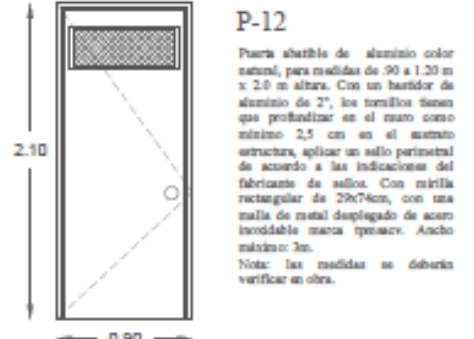 P-12
Puerta abatible de aluminio color
natural, para medidas de .90 a 1.20 m
x 2.0 m altura. Con un bastidor de
aluminio de 2", los tornillos tienen
que profundizar en el muro como
mínimo 2,5 cm en el sustrato
estructura, aplicar un sello perimetral
de acuerdo a las indicaciones del
fabricante de sellos. Con mirilla
rectangular de 29x74cm, con una
malla de metal desplegado de acero
inoxidable marca Ancho
máximo: 3m.
Nota: las medidas se deberán
verificar en obra.
2.10
0.90